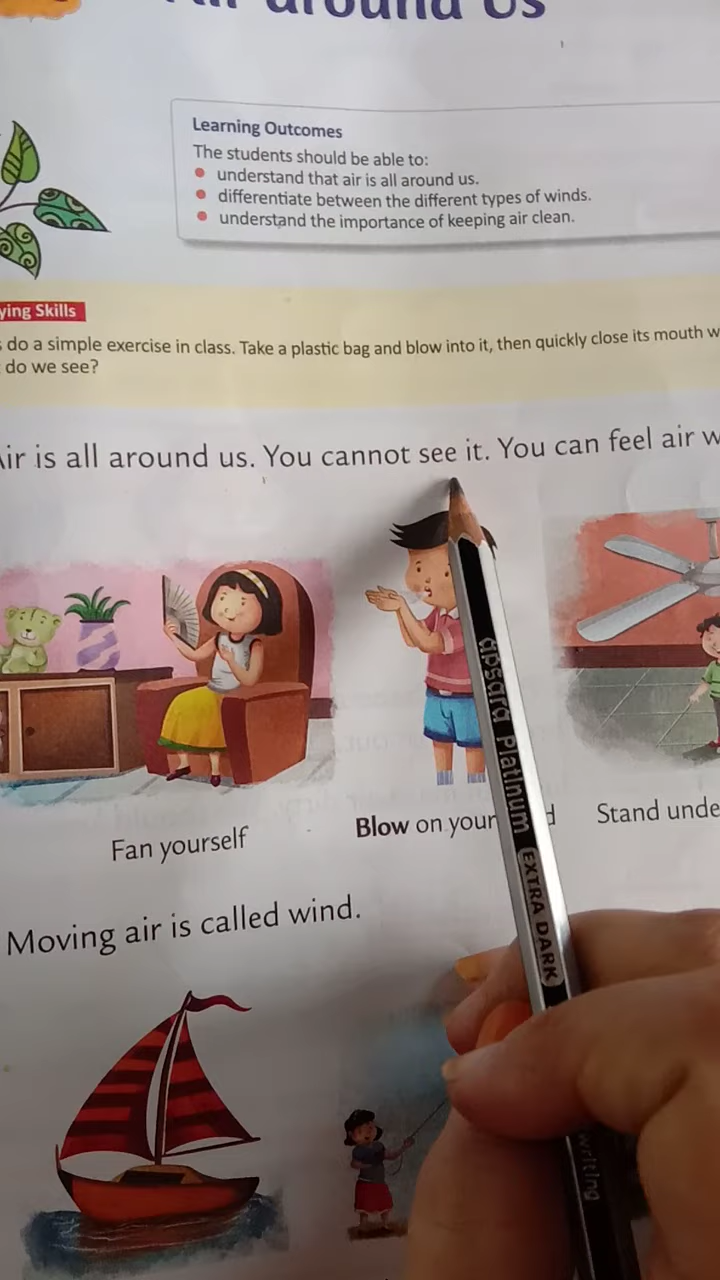 around Us
Learning Outcomes
The students should be able to:
understand that air is all around us.
differentiate between the different types of winds.
understand the importance of keeping air clean.
Skills
do a simple exercise in class. Take a plastic bag and blow into it, then quickly close its mouth
do we see?
is all around us. You cannot see it. You can feel air
Fan yourself
Blow on your
Stand
Moving air is called wind.
apsara Platinum EXTRA DARK
writing